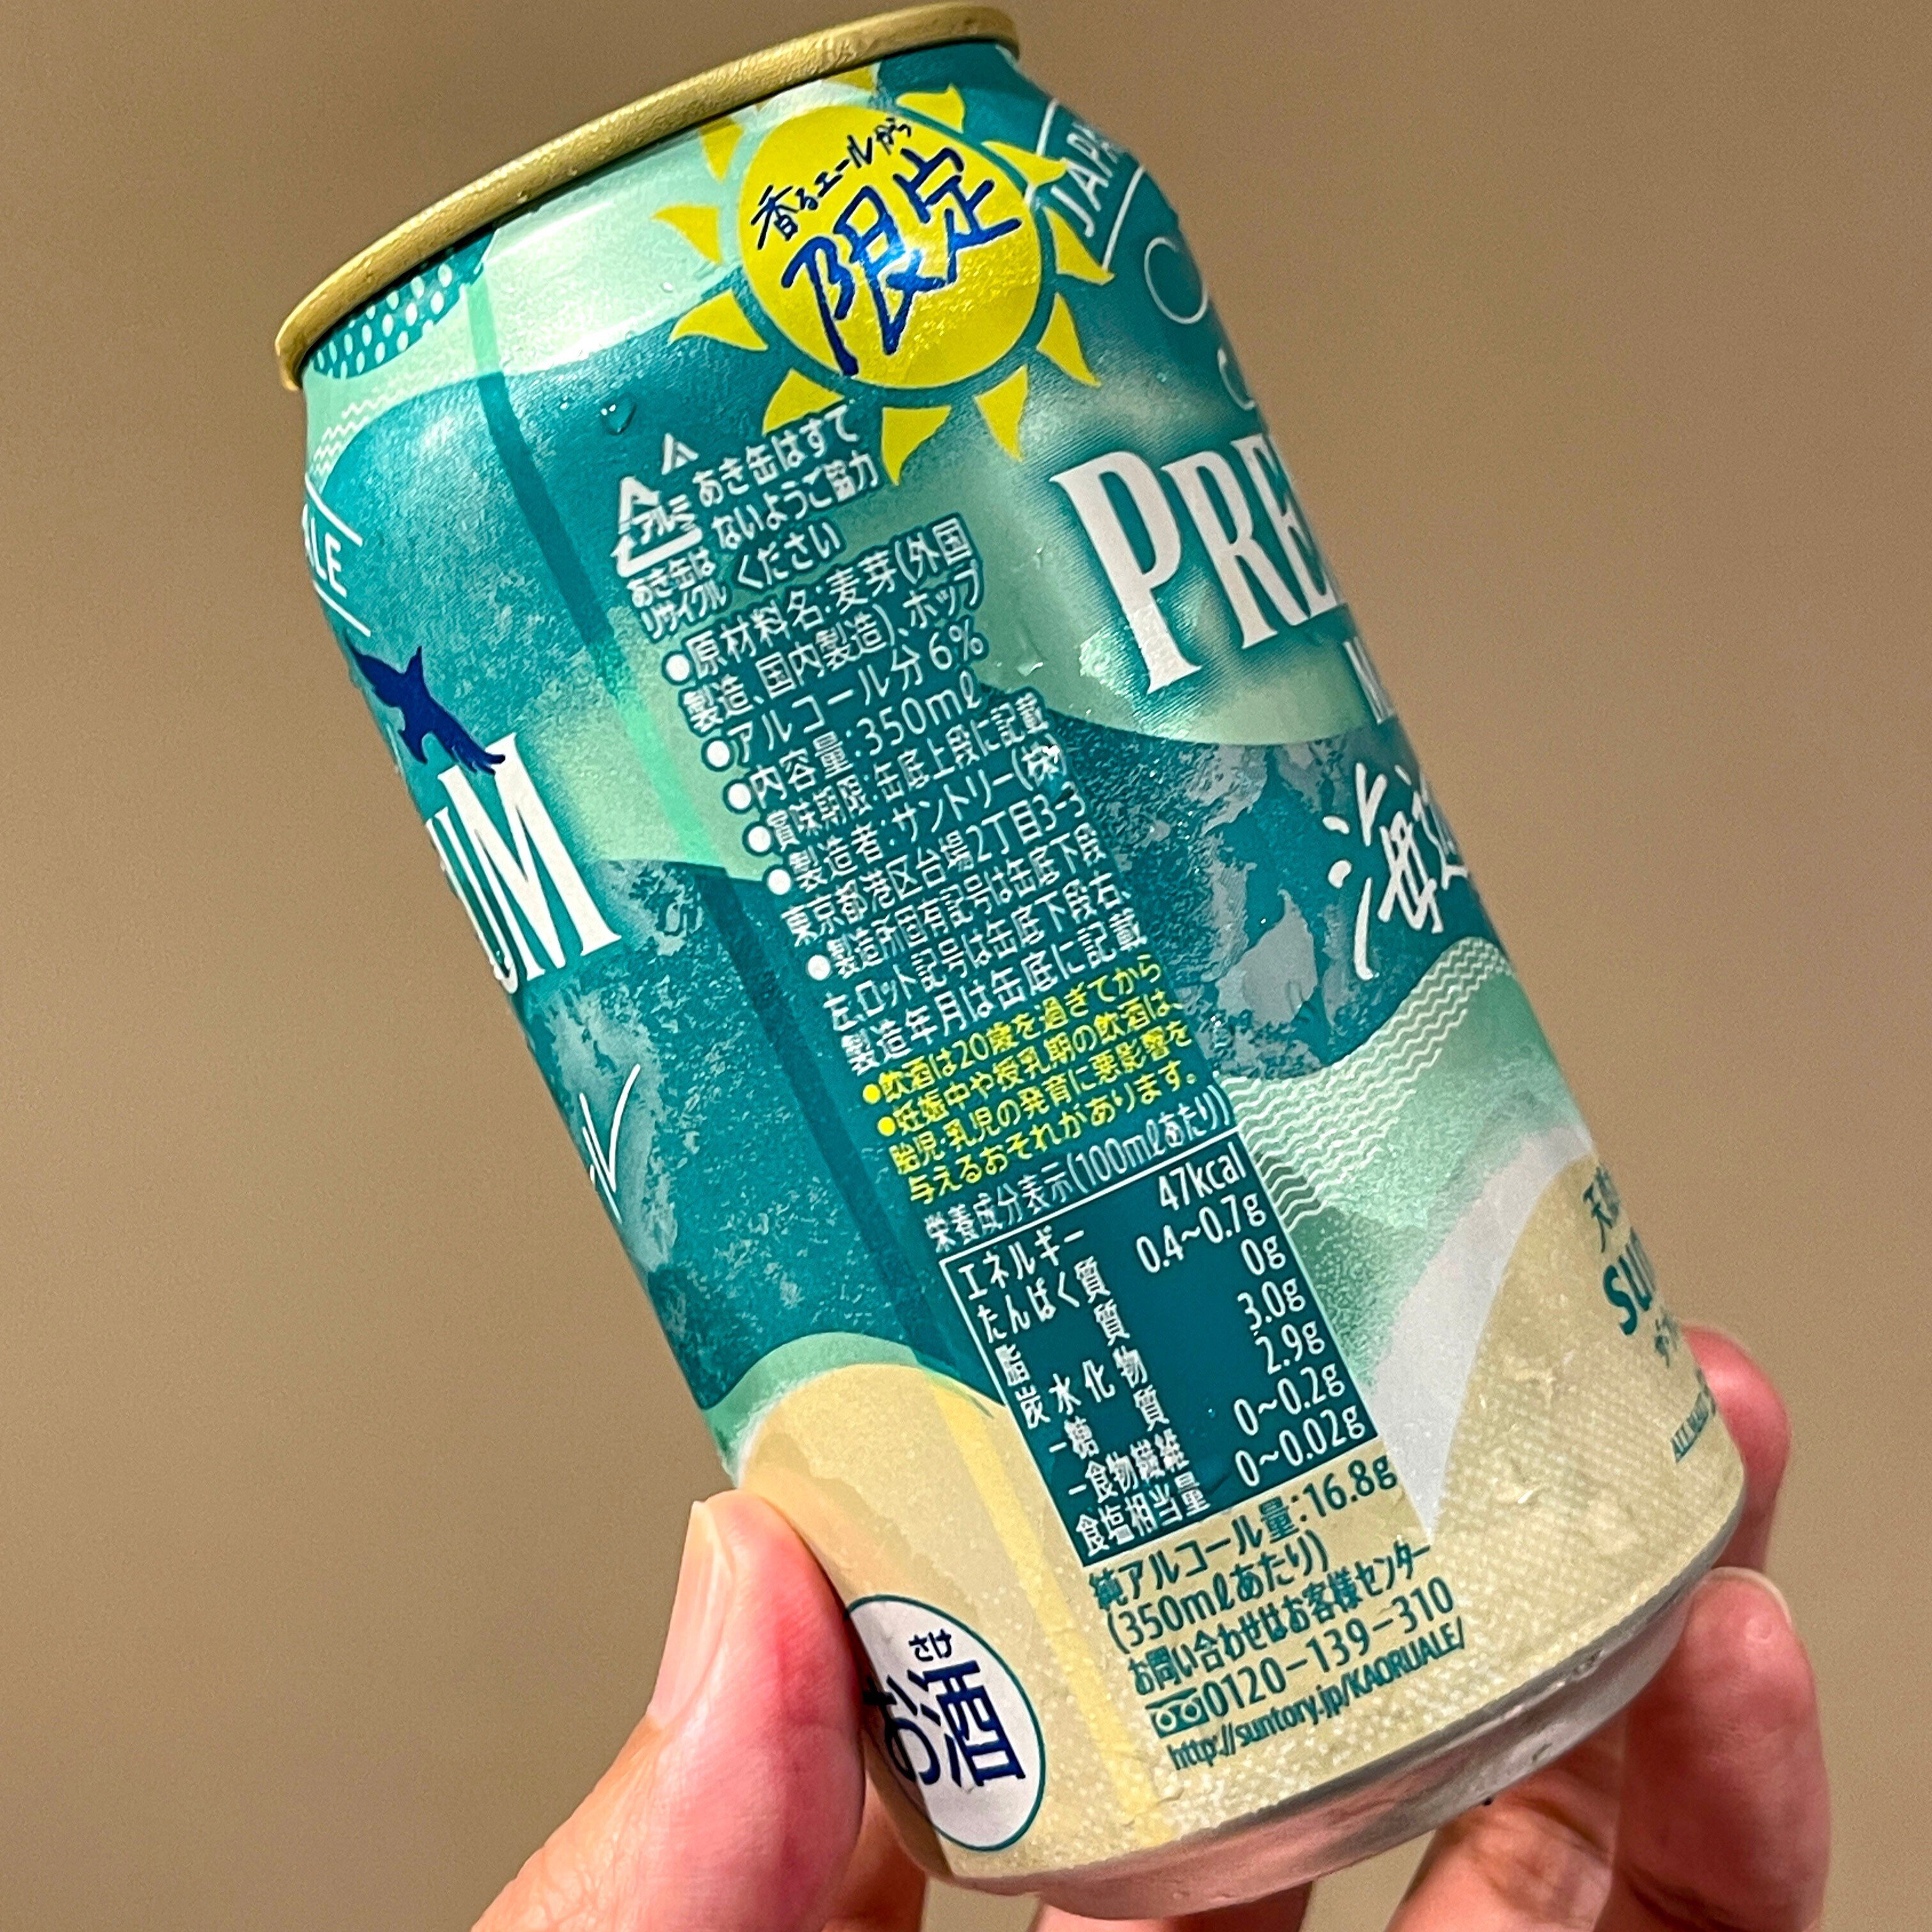 香るエールから
限定
アルミ
あき缶は
リサイクル
あき缶はすて
ないようご協力
ください
●原材料名:麦芽(外国
製造、国内製造)、ホップ
●アルコール分 6%
●内容量:350mℓ
●賞味期限:缶底上段に記載
●製造者:サントリー(株)
東京都港区台場2丁目3-3
●製造所固有記号は缶底下段
左、ロット記号は缶底下段右、
製造年月は缶底に記載
●飲酒は20歳を過ぎてから
●妊娠中や授乳期の飲酒は、
胎児・乳児の発育に悪影響を
与えるおそれがあります。
栄養成分表示(100mℓあたり)
エネルギー 47kcal
たんぱく質 0.4~0.7g
脂質 0g
炭水化物 3.0g
-糖質 2.9g
-食物繊維 0~0.2g
食塩相当量 0~0.02g
純アルコール量:16.8g
(350mℓあたり)
お問い合わせはお客様センター
0120-139-310
http://suntory.jp/KAORUALE/
さけ
お酒